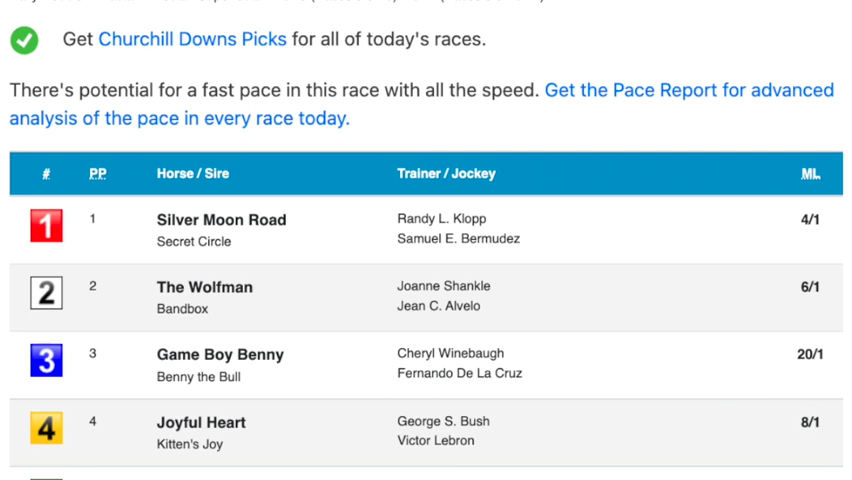 Get Churchill Downs Picks for all of today's races.
There's potential for a fast pace in this race with all the speed. Get the Pace Report for advanced
analysis of the pace in every race today.
# PP Horse / Sire Trainer / Jockey ML
1 1 Silver Moon Road Randy L. Klopp 4/1
Secret Circle Samuel E. Bermudez
2 2 The Wolfman Joanne Shankle 6/1
Bandbox Jean C. Alvelo
3 3 Game Boy Benny Cheryl Winebaugh 20/1
Benny the Bull Fernando De La Cruz
4 4 Joyful Heart George S. Bush 8/1
Kitten's Joy Victor Lebron